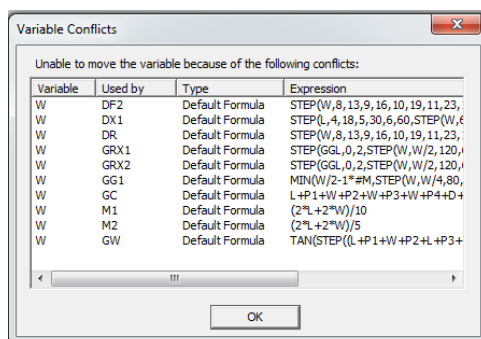 Variable Conflicts
Unable to move the variable because of the following conflicts:
Variable Used by Type Expression
W DF2 Default Formula STEP(W,8,13,9,16,10,19,11,23,
W DX1 Default Formula STEP(L,4,18,5,30,6,60,STEP(W,6
W DR Default Formula STEP(W,8,13,9,16,10,19,11,23,
W GRX1 Default Formula STEP(GGL,0,2,STEP(W,W/2,120,
W GRX2 Default Formula STEP(GGL,0,2,STEP(W,W/2,120,
W GG1 Default Formula MIN(W/2-1*#M,STEP(W,W/4,80,
W GC Default Formula L+P1+W+P2+W+P3+W+P4+D+
W M1 Default Formula (2*L+2*W)/10
W M2 Default Formula (2*L+2*W)/5
W GW Default Formula TAN(STEP((L+P1+W+P2+L+P3+
OK